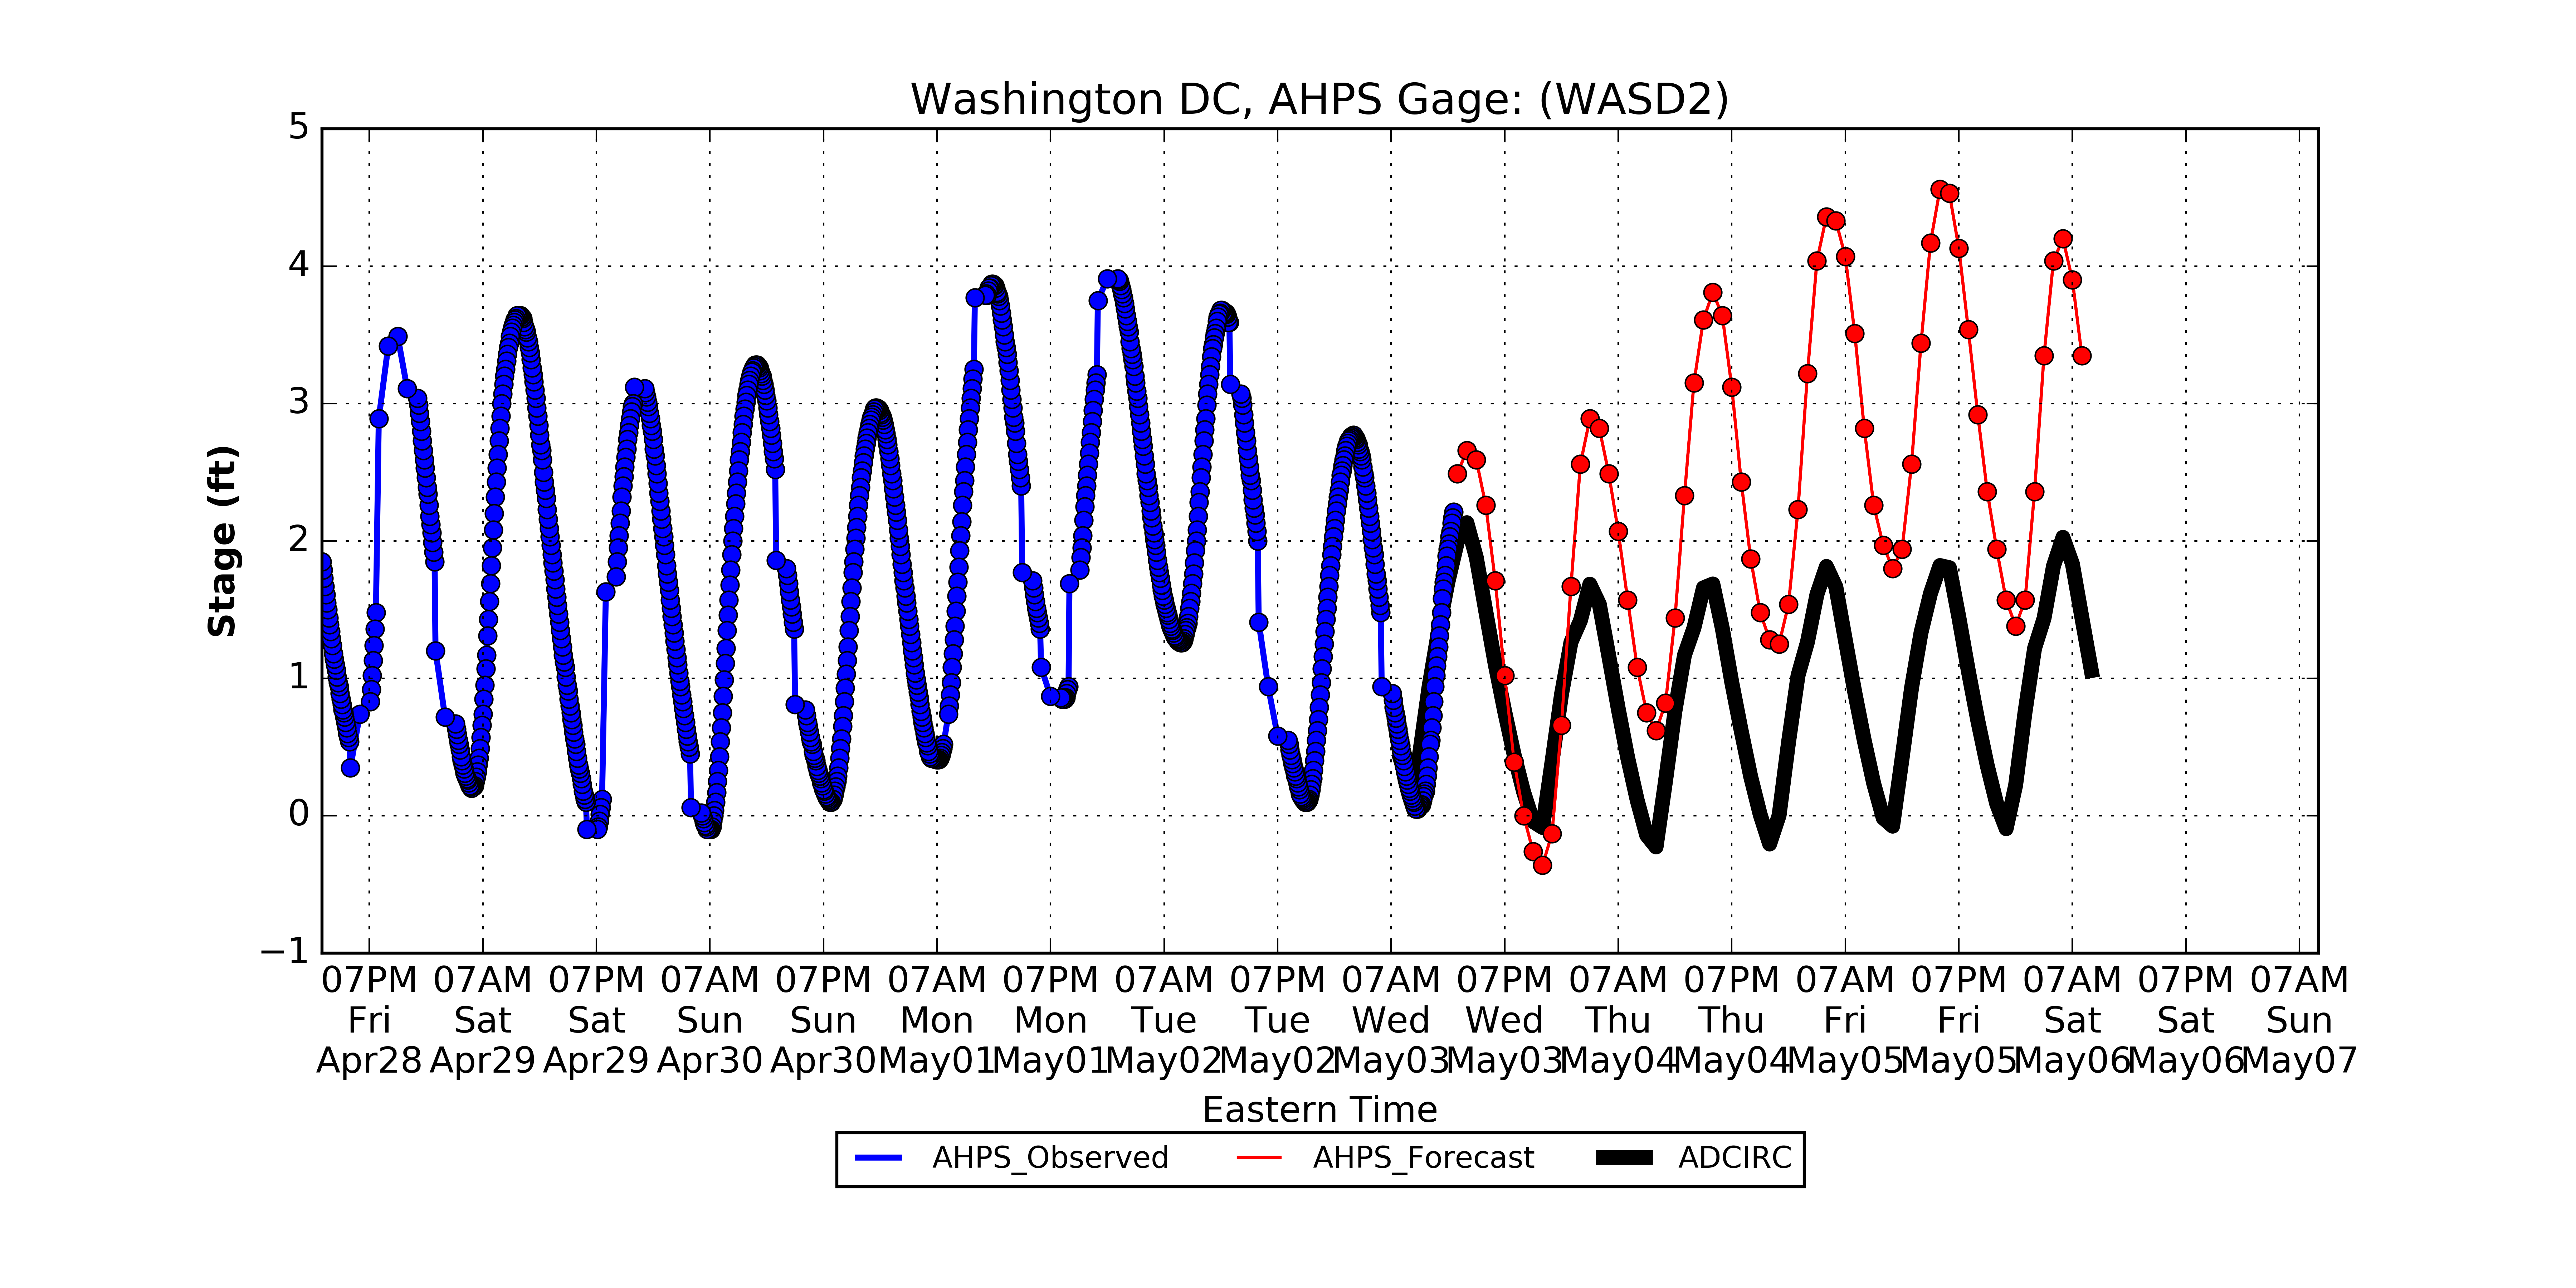 Washington DC, AHPS Gage: (WASD2)
5
4
3
2
1
0
−1
Stage (ft)
07PM 07AM 07PM 07AM 07PM 07AM 07PM 07AM 07PM 07AM 07PM 07AM 07PM 07AM 07PM 07AM 07PM 07AM
Fri Sat Sat Sun Sun Mon Mon Tue Tue Wed Wed Thu Thu Fri Fri Sat Sat Sun
Apr28 Apr29 Apr29 Apr30 Apr30 May01 May01 May02 May02 May03 May03 May04 May04 May05 May05 May06 May06 May07
Eastern Time
AHPS_Observed AHPS_Forecast ADCIRC